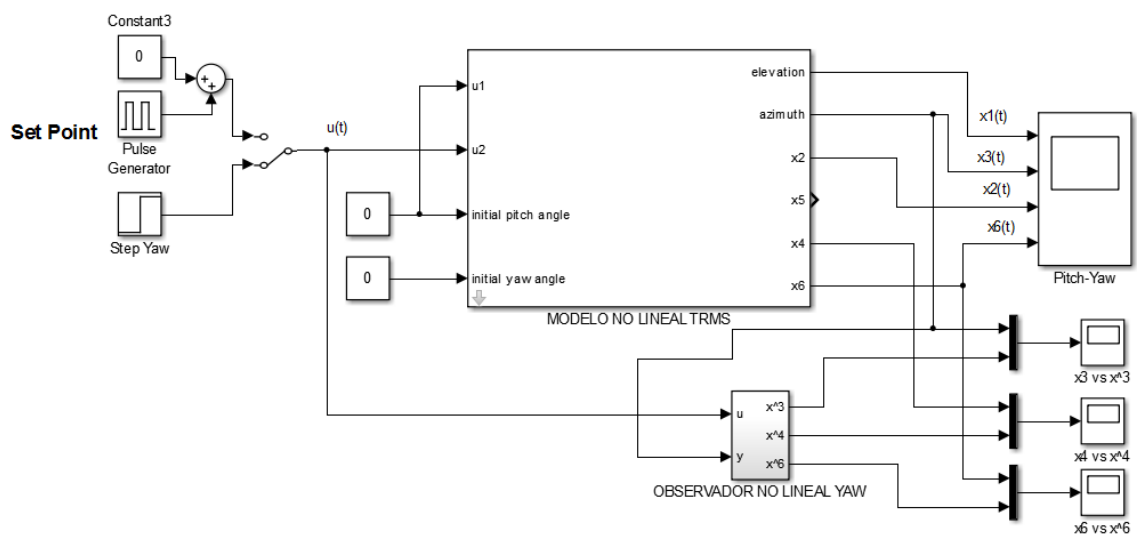 Constant3
0
Set Point
Pulse
Generator
Step Yaw
u(t)
0
0
u1
u2
initial pitch angle
initial yaw angle
elevation
azimuth
x2
x5
x4
x6
MODELO NO LINEAL TRMS
x1(t)
x3(t)
x2(t)
x6(t)
Pitch-Yaw
u
y
x^3
x^4
x^6
OBSERVADOR NO LINEAL YAW
x3 vs x^3
x4 vs x^4
x6 vs x^6